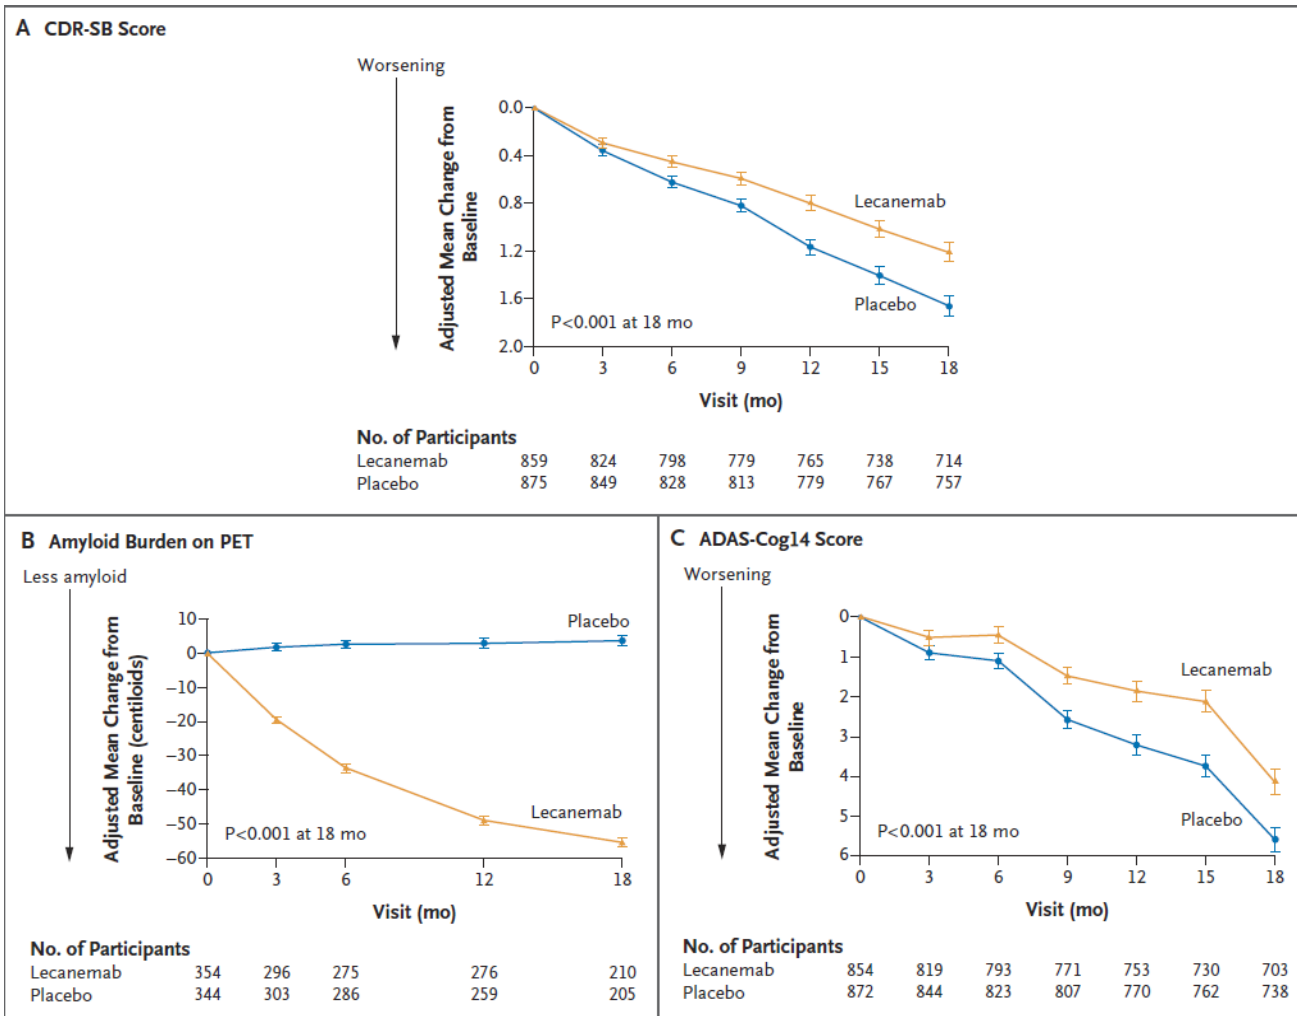 A CDR-SB Score
Worsening
Adjusted Mean Change from
Baseline
0.0
0.4
0.8
1.2
1.6
2.0
Lecanemab
Placebo
P<0.001 at 18 mo
0 3 6 9 12 15 18
Visit (mo)
No. of Participants
Lecanemab 859 824 798 779 765 738 714
Placebo 875 849 828 813 779 767 757
B Amyloid Burden on PET
Less amyloid
Adjusted Mean Change from
Baseline (centiloids)
10
0
−10
−20
−30
−40
−50
−60
Placebo
Lecanemab
P<0.001 at 18 mo
0 3 6 12 18
Visit (mo)
No. of Participants
Lecanemab 354 296 275 276 210
Placebo 344 303 286 259 205
C ADAS-Cog14 Score
Worsening
Adjusted Mean Change from
Baseline
0
1
2
3
4
5
6
Lecanemab
Placebo
P<0.001 at 18 mo
0 3 6 9 12 15 18
Visit (mo)
No. of Participants
Lecanemab 854 819 793 771 753 730 703
Placebo 872 844 823 807 770 762 738